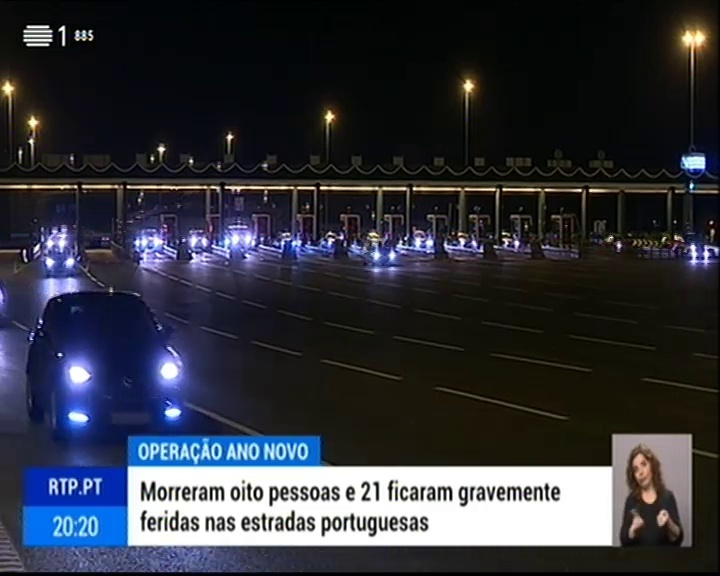 1 885
OPERAÇÃO ANO NOVO
RTP.PT
20:20
Morreram oito pessoas e 21 ficaram gravemente
feridas nas estradas portuguesas